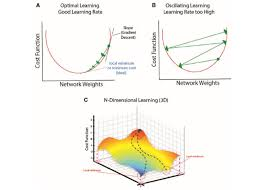 A
Optimal Learning
Good Learning Rate
Cost Function
Slope
(Gradient
Descent)
local minimum
or minimum cost
(ideal)
Network Weights
B
Oscillating Learning
Learning Rate too High
Cost Function
Network Weights
C
N-Dimensional Learning (3D)
Cost Function